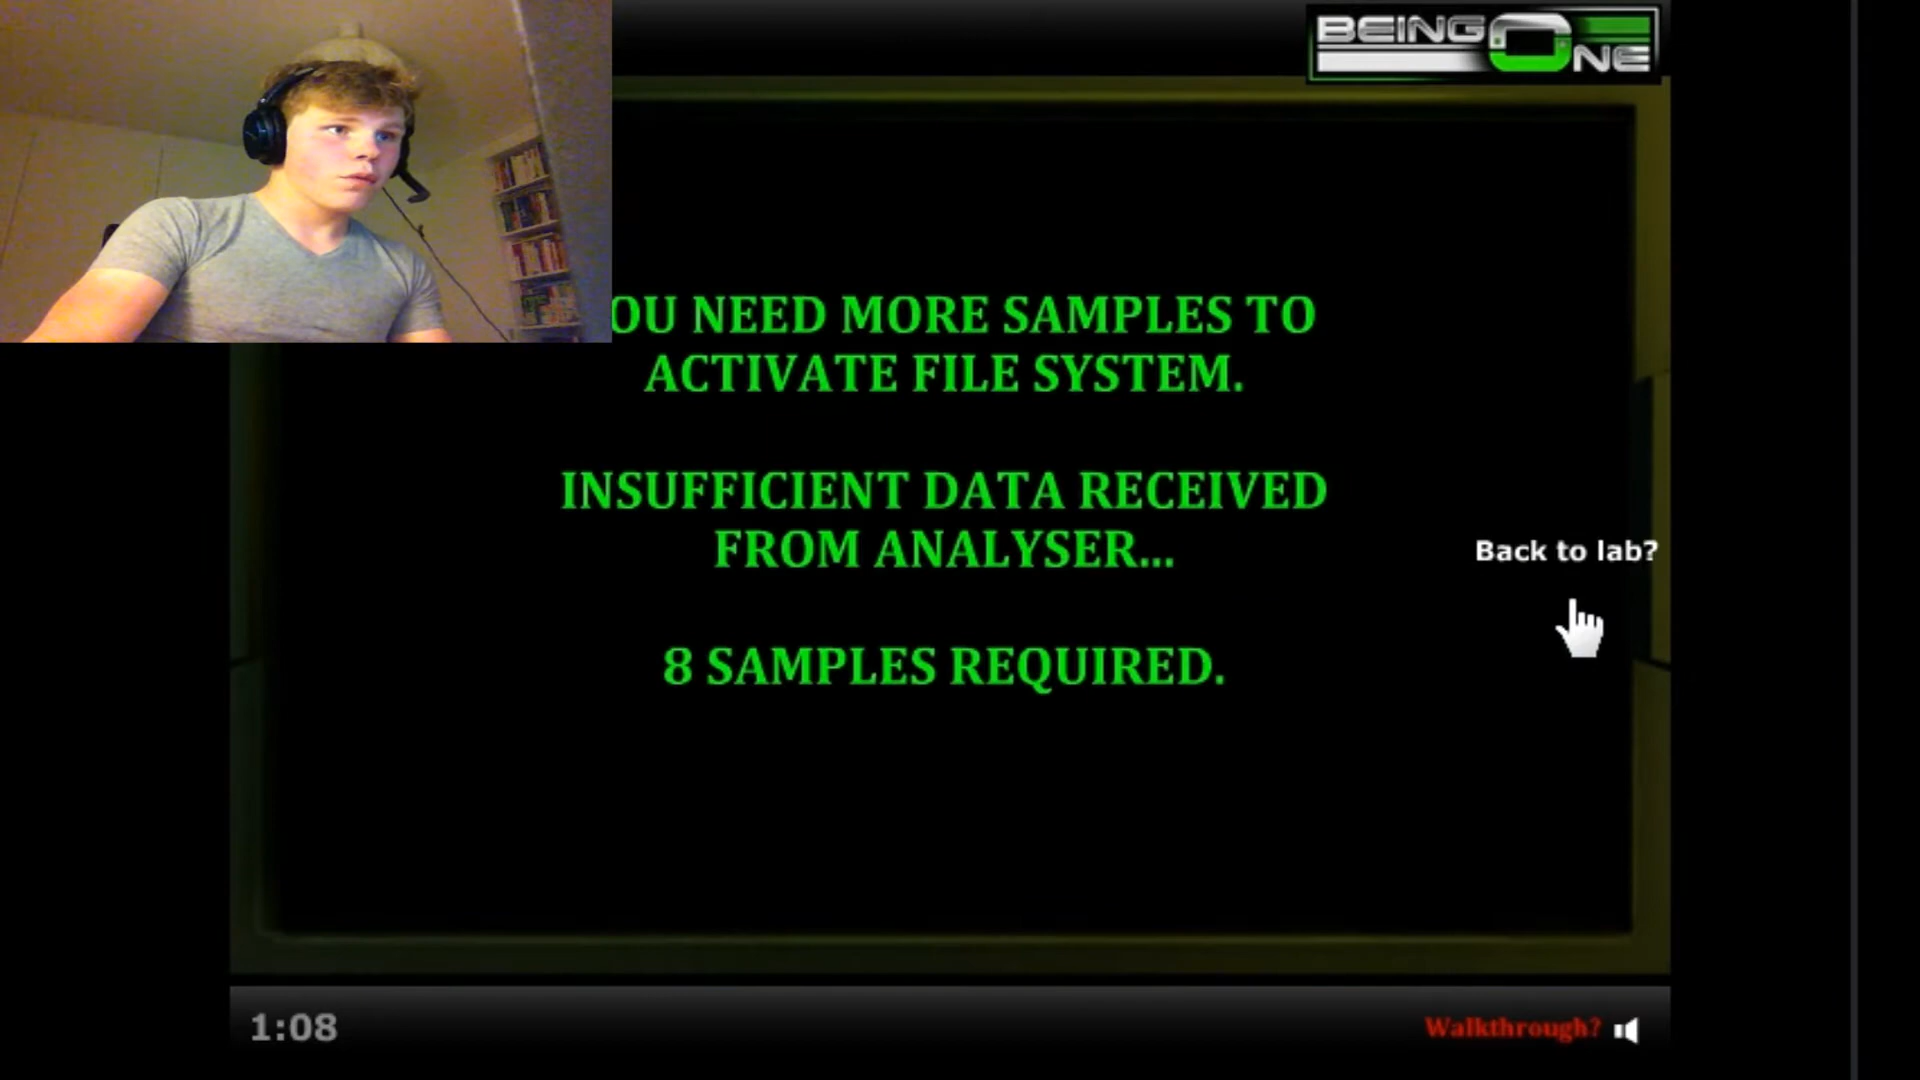 BEING ONE
OU NEED MORE SAMPLES TO
ACTIVATE FILE SYSTEM.
INSUFFICIENT DATA RECEIVED
FROM ANALYSER...
8 SAMPLES REQUIRED.
Back to lab?
1:08
Walkthrough?